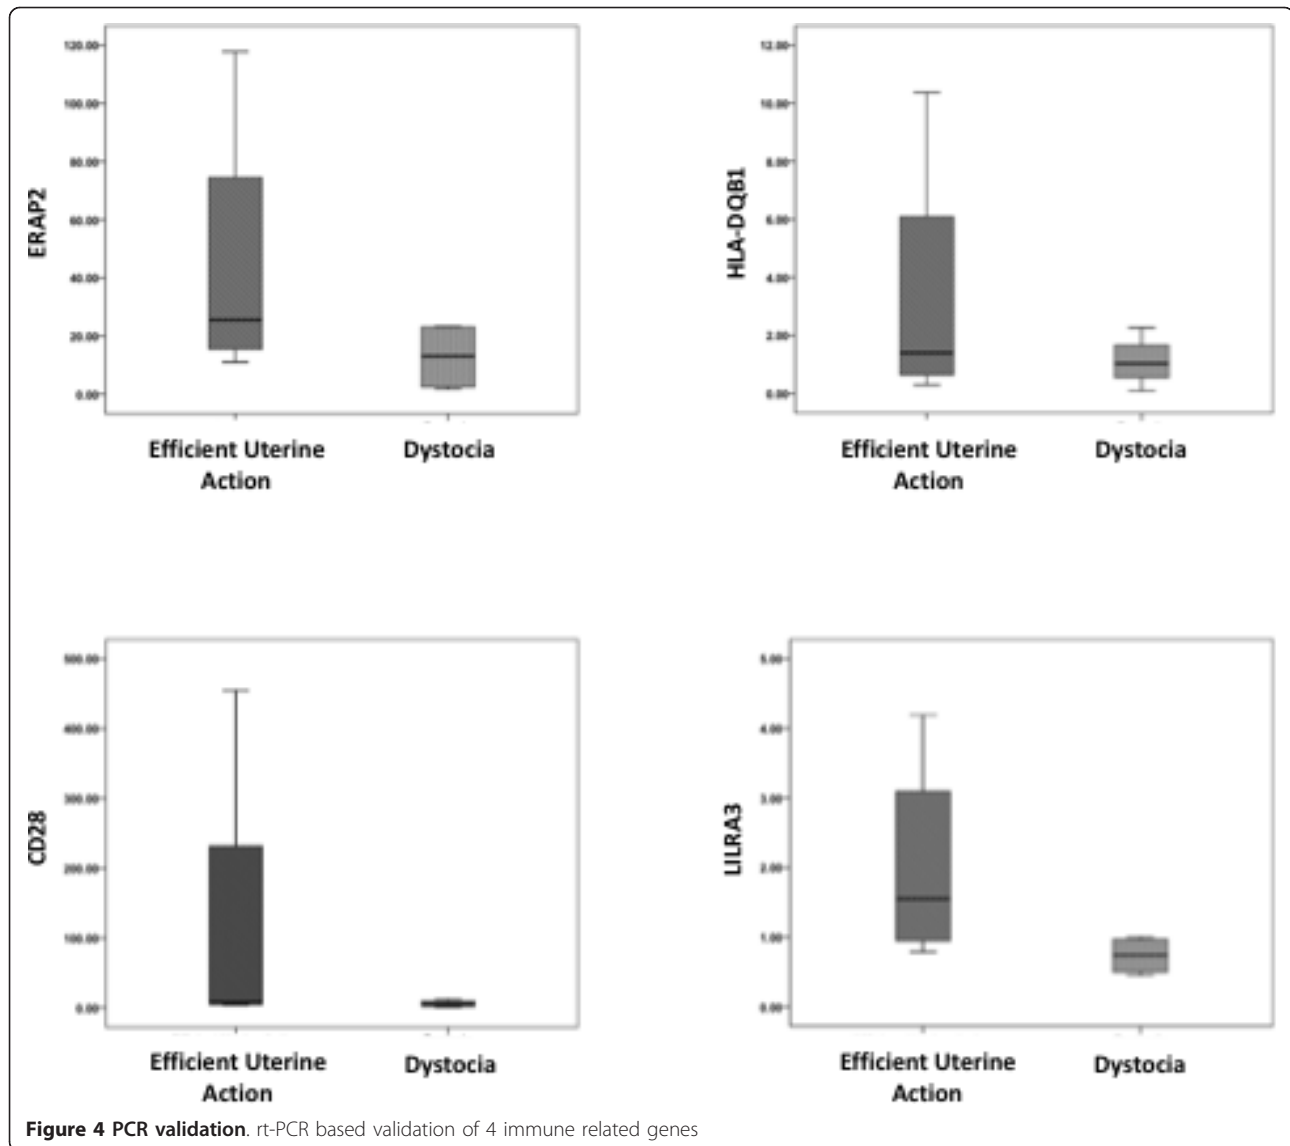 120.00
100.00
80.00
60.00
40.00
20.00
0.00
ERAP2
Efficient Uterine
Action
Dystocia
12.00
10.00
8.00
6.00
4.00
2.00
0.00
HLA-DQB1
Efficient Uterine
Action
Dystocia
500.00
400.00
300.00
200.00
100.00
0.00
CD28
Efficient Uterine
Action
Dystocia
5.00
4.00
3.00
2.00
1.00
0.00
LILRA3
Efficient Uterine
Action
Dystocia
Figure 4 PCR validation. rt-PCR based validation of 4 immune related genes